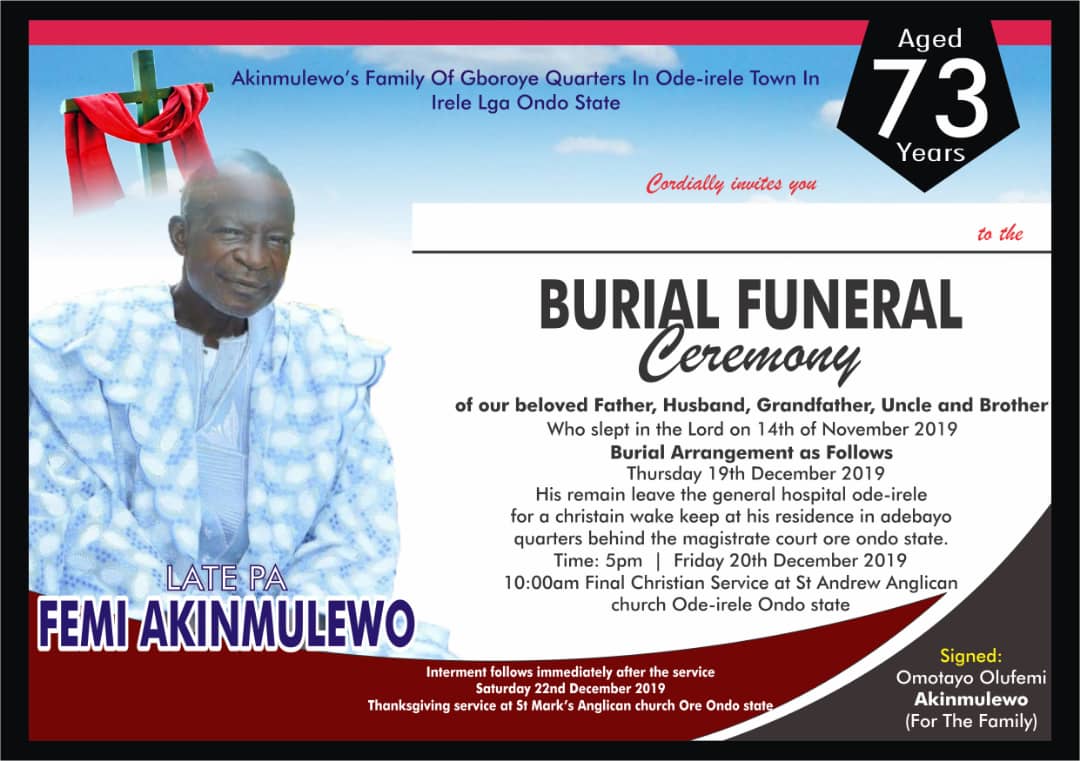 Akinmulewo's Family Of Gboroye Quarters In Ode-irele Town In
Irele Lga Ondo State
Aged
73
Years
Cordially invites you
to the
BURIAL FUNERAL
Ceremony
of our beloved Father, Husband, Grandfather, Uncle and Brother
Who slept in the Lord on 14th of November 2019
Burial Arrangement as Follows
Thursday 19th December 2019
His remain leave the general hospital ode-irele
for a christain wake keep at his residence in adebayo
quarters behind the magistrate court ore ondo state.
Time: 5pm | Friday 20th December 2019
10:00am Final Christian Service at St Andrew Anglican
church Ode-irele Ondo state
LATE PA
FEMI AKINMULEWO
Interment follows immediately after the service
Saturday 22nd December 2019
Thanksgiving service at St Mark's Anglican church Ore Ondo state
Signed:
Omotayo Olufemi
Akinmulewo
(For The Family)